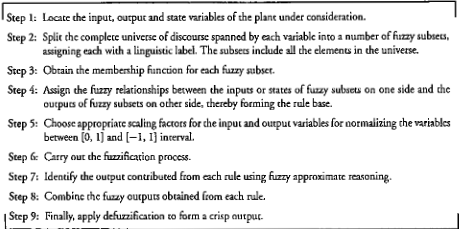 Step 1: Locate the input, output and state variables of the plant under consideration.
Step 2: Split the complete universe of discourse spanned by each variable into a number of fuzzy subsets,
assigning each with a linguistic label. The subsets include all the elements in the universe.
Step 3: Obtain the membership function for each fuzzy subset.
Step 4: Assign the fuzzy relationships between the inputs or states of fuzzy subsets on one side and the
outputs of fuzzy subsets on other side, thereby forming the rule base.
Step 5: Choose appropriate scaling factors for the input and output variables for normalizing the variables
between [0, 1] and [−1, 1] interval.
Step 6: Carry out the fuzzification process.
Step 7: Identify the output contributed from each rule using fuzzy approximate reasoning.
Step 8: Combine the fuzzy outputs obtained from each rule.
Step 9: Finally, apply defuzzification to form a crisp output.